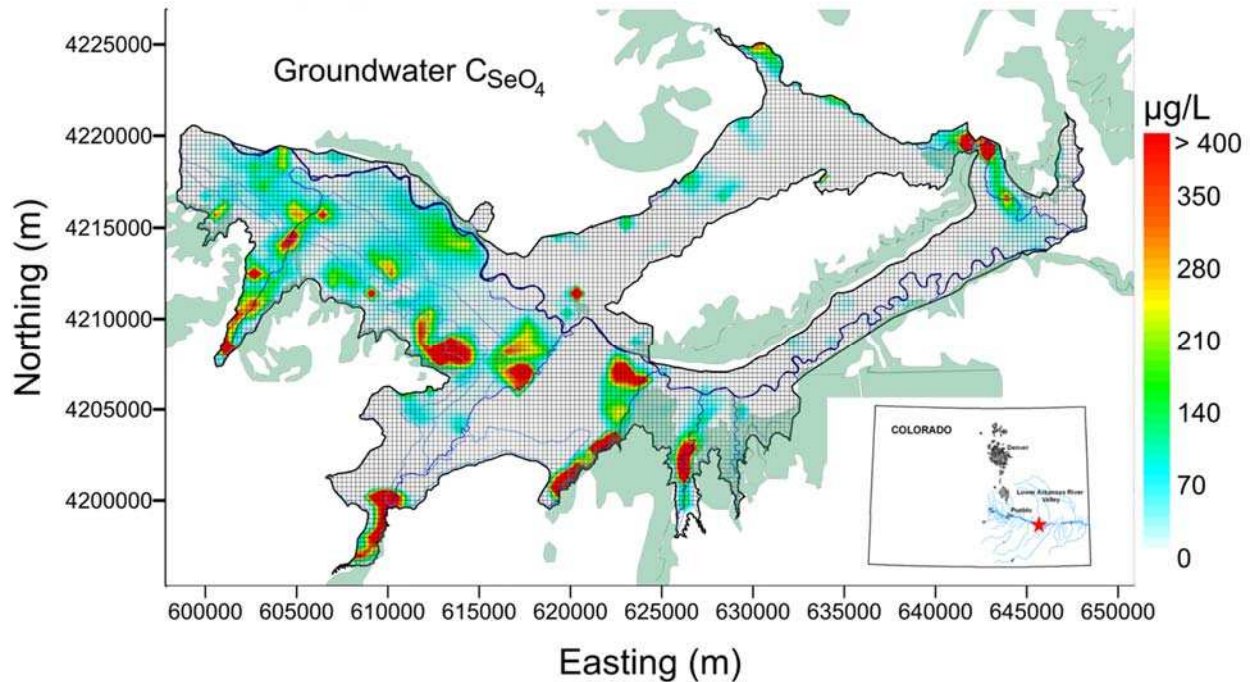 4225000
4220000
4215000
4210000
4205000
4200000
Northing (m)
Groundwater CSeO4
µg/L
> 400
350
280
210
140
70
0
COLORADO
Denver
Lower Arkansas River
Valley
Pueblo
600000 605000 610000 615000 620000 625000 630000 635000 640000 645000 650000
Easting (m)